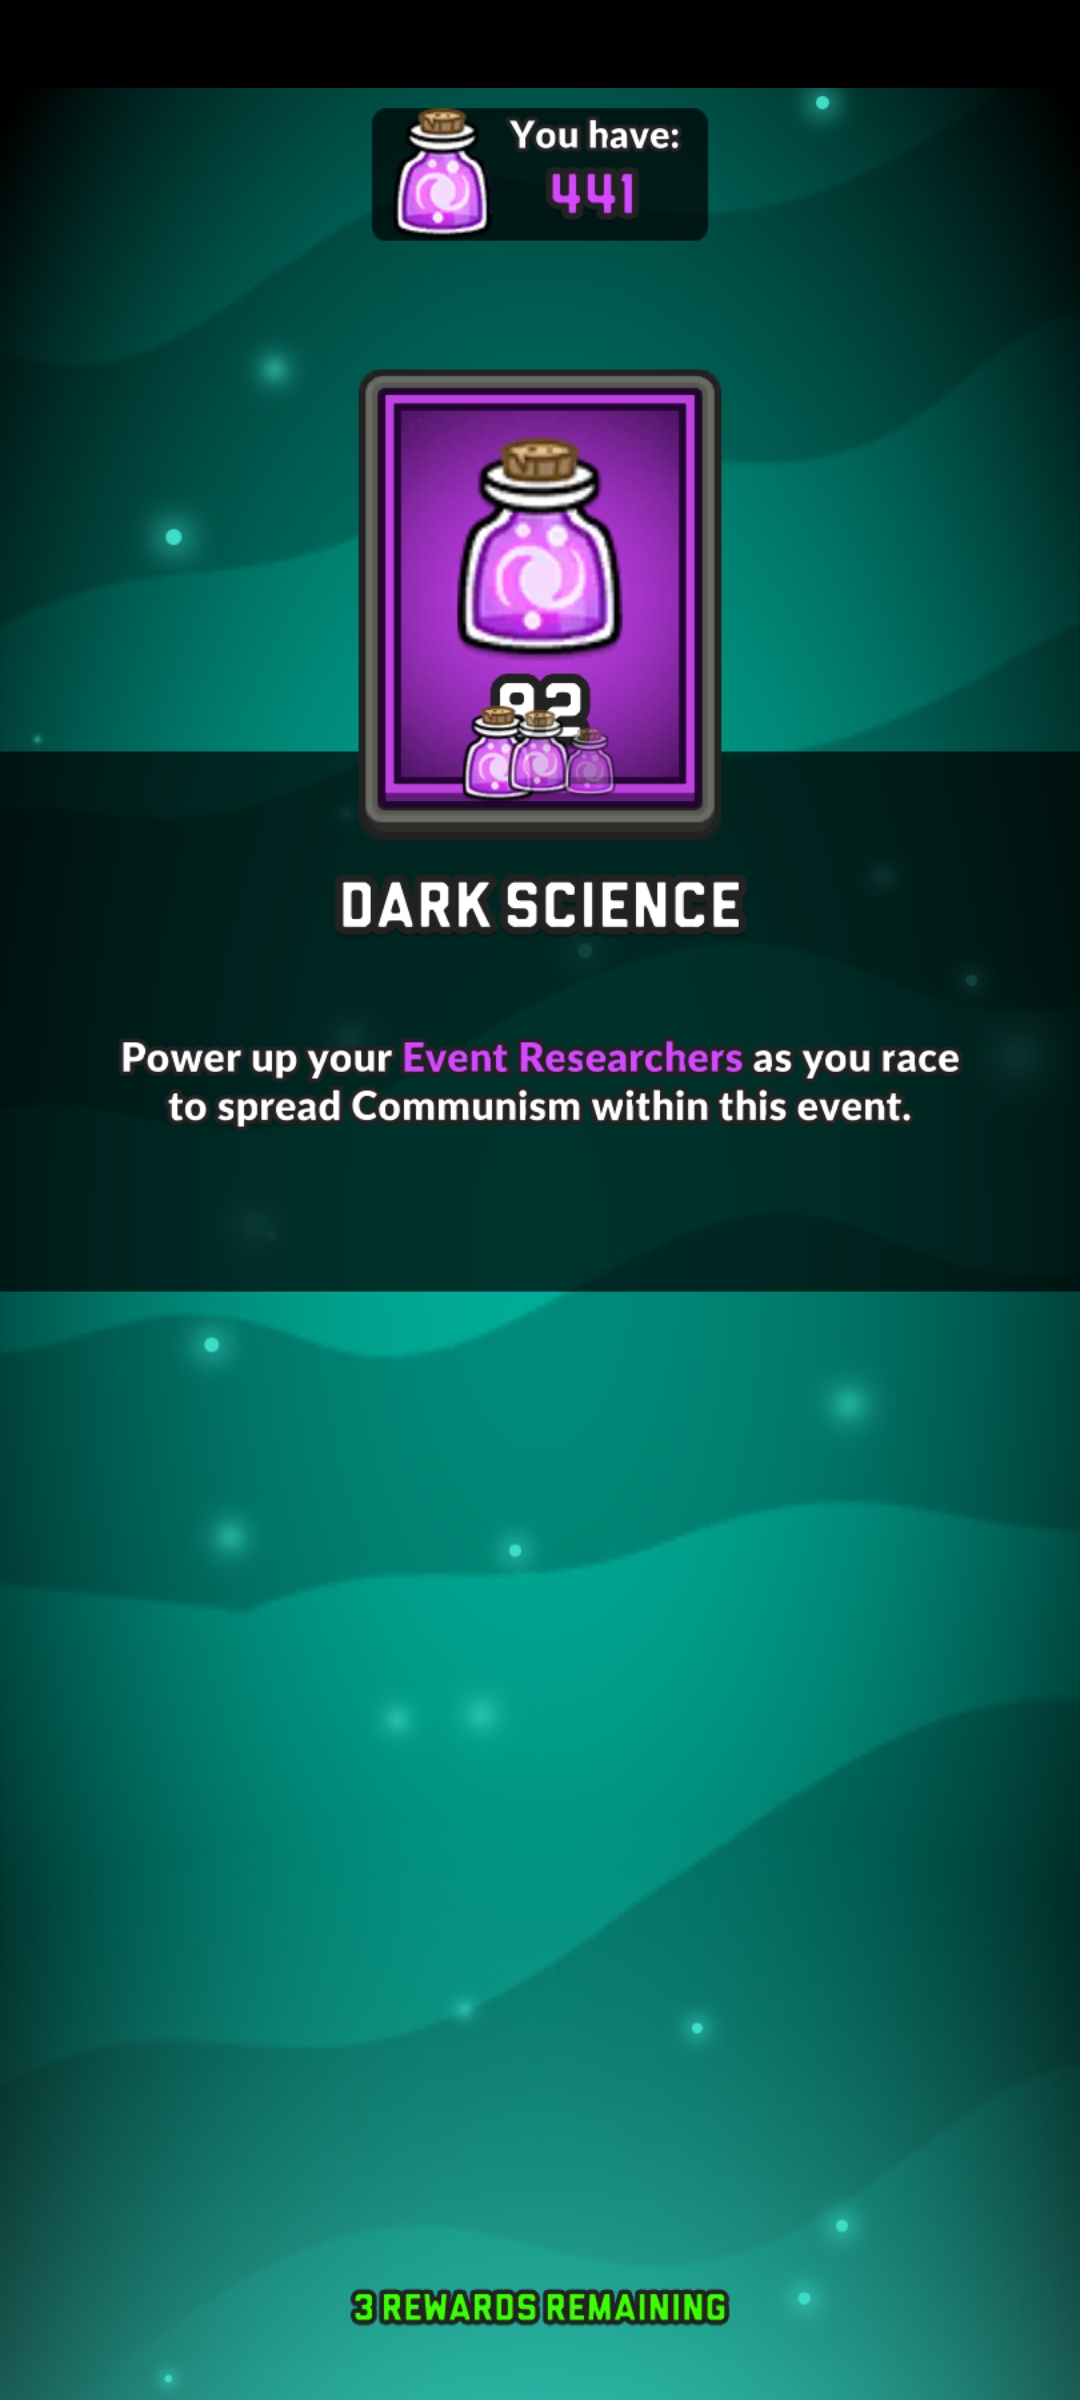 You have:
441
92
DARK SCIENCE
Power up your Event Researchers as you race
to spread Communism within this event.
3 REWARDS REMAINING